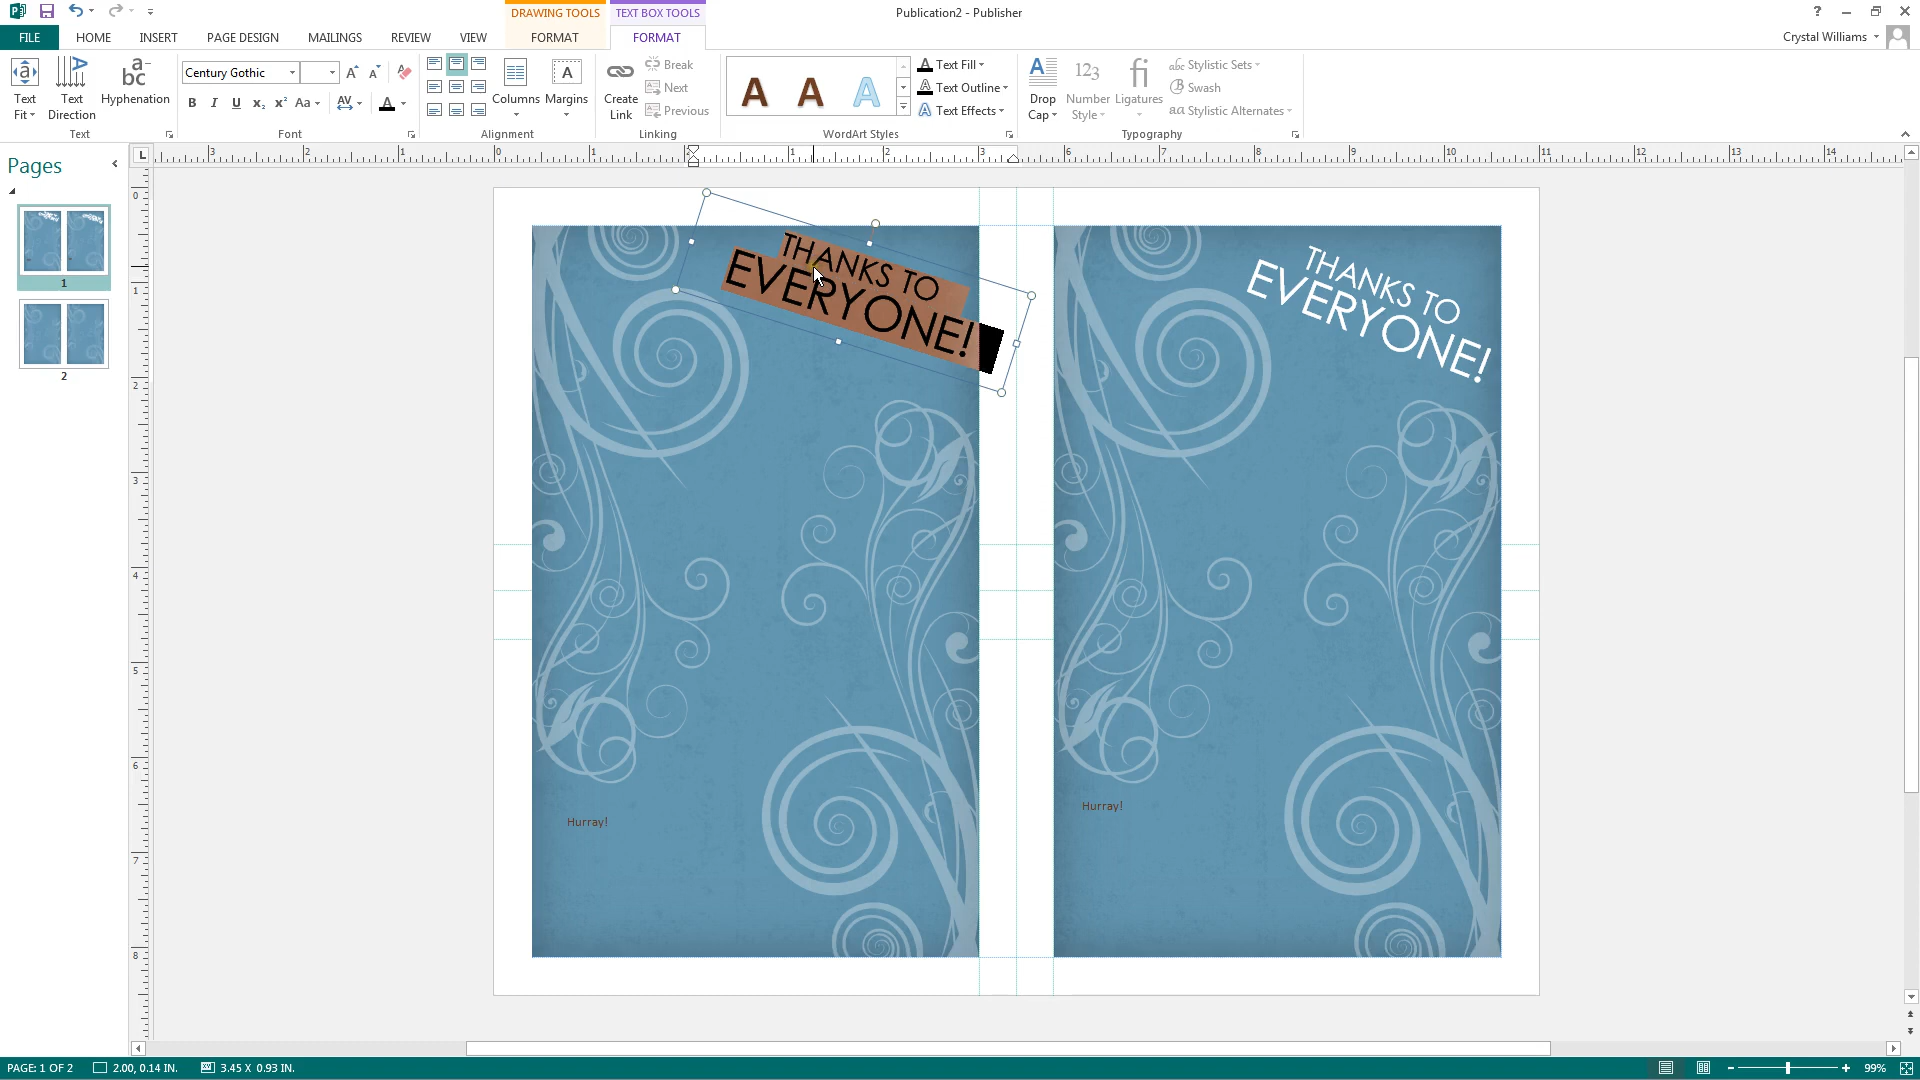 DRAWING TOOLS TEXT BOX TOOLS Publication2 - Publisher ?
FILE HOME INSERT PAGE DESIGN MAILINGS REVIEW VIEW FORMAT FORMAT Crystal Williams
Text Fit
Text Direction
Hyphenation
Text
Century Gothic
B I U x₂ x² Aa AV A
Font
Columns
Margins
Alignment
Create Link
Break
Next
Previous
Linking
A A A
Text Fill
Text Outline
Text Effects
WordArt Styles
Drop Cap
Number Style
Ligatures
Stylistic Sets
Swash
Stylistic Alternates
Typography
Pages
1
2
THANKS TO
EVERYONE!
THANKS TO
EVERYONE!
Hurray!
Hurray!
PAGE: 1 OF 2 2.00, 0.14 IN. 3.45 X 0.93 IN. 99%